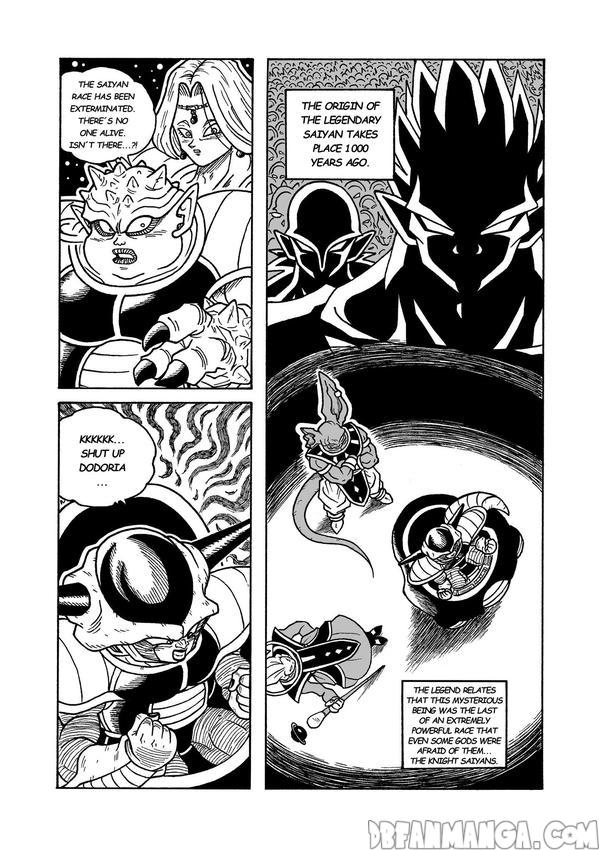 THE SAIYAN
RACE HAS BEEN
EXTERMINATED.
THERE'S NO
ONE ALIVE.
ISN'T THERE...?!
THE ORIGIN OF
THE LEGENDARY
SAIYAN TAKES
PLACE 1000
YEARS AGO.
KKKKKK...
SHUT UP
DODORIA
...
THE LEGEND RELATES
THAT THIS MYSTERIOUS
BEING WAS THE LAST
OF AN EXTREMELY
POWERFUL RACE THAT
EVEN SOME GODS WERE
AFRAID OF THEM...
THE KNIGHT SAIYANS.
DBFANMANGA.COM